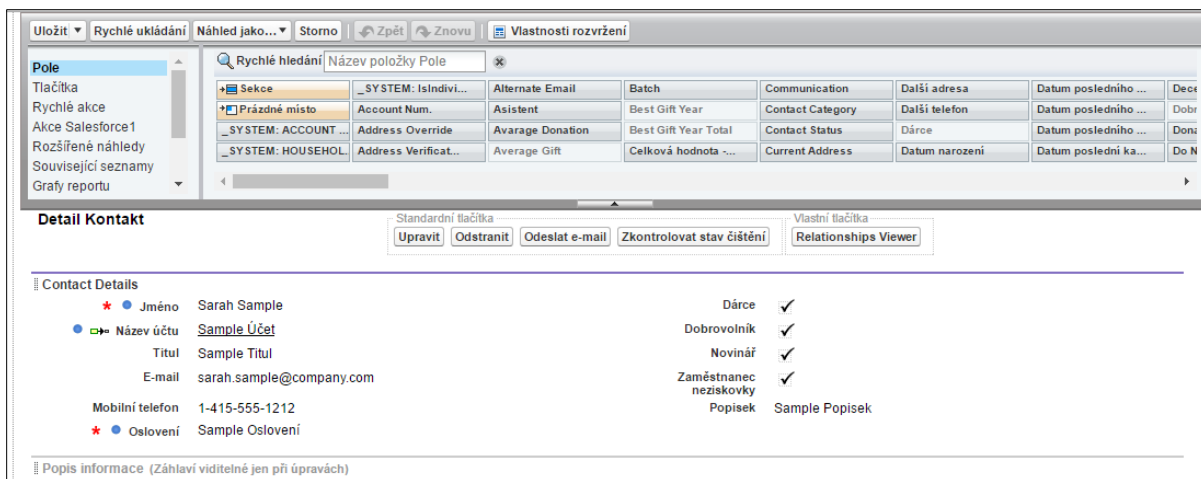 Uložit Rychlé ukládání Náhled jako... Storno Zpět Znovu Vlastnosti rozvržení
Pole
Tlačítka
Rychlé akce
Akce Salesforce1
Rozšířené náhledy
Související seznamy
Grafy reportu
Rychlé hledání Název položky Pole
Sekce _SYSTEM: IsIndivi... Alternate Email Batch Communication Další adresa Datum posledního ... Dece
Prázdné místo Account Num. Asistent Best Gift Year Contact Category Další telefon Datum posledního ... Dobr
_SYSTEM: ACCOUNT ... Address Override Avarage Donation Best Gift Year Total Contact Status Dárce Datum posledního ... Dona
_SYSTEM: HOUSEHOL. Address Verificat... Average Gift Celková hodnota -... Current Address Datum narození Datum poslední ka... Do N
Detail Kontakt
Standardní tlačítka Vlastní tlačítka
Upravit Odstranit Odeslat e-mail Zkontrolovat stav čištění Relationships Viewer
Contact Details
* Jméno Sarah Sample Dárce
Název účtu Sample Účet Dobrovolník
Titul Sample Titul Novinář
E-mail sarah.sample@company.com Zaměstnanec
neziskovky
Mobilní telefon 1-415-555-1212 Popisek Sample Popisek
* Oslovení Sample Oslovení
Popis informace (Záhlaví viditelné jen při úpravách)